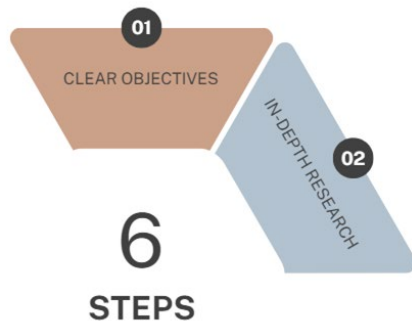 01
CLEAR OBJECTIVES
IN-DEPTH RESEARCH
02
6
STEPS